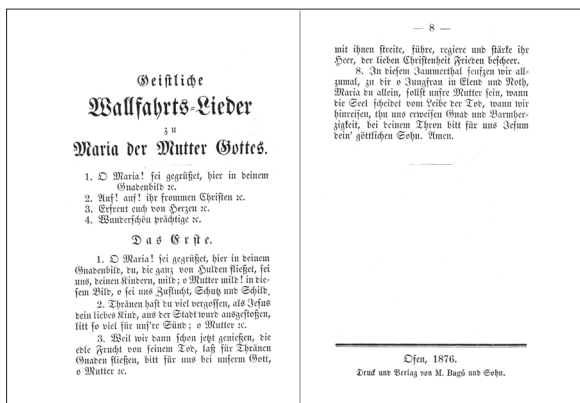 Geistliche
Wallfahrts-Lieder
zu
Maria der Mutter Gottes.
1. O Maria! sei gegrüßet, hier in deinem
Gnadenbild ꝛc.
2. Auf! auf! ihr frommen Christen ꝛc.
3. Erfreut euch von Herzen ꝛc.
4. Wunderschön prächtige ꝛc.
Das Erste.
1. O Maria! sei gegrüßet, hier in deinem
Gnadenbild, du, die ganz von Hulden fließet, sei
uns, deinen Kindern, mild; o Mutter mild! in die-
sem Bild, o sei uns Zuflucht, Schutz und Schild.
2. Thränen hast du viel vergossen, als Jesus
dein liebes Kind, aus der Stadt wurd ausgestoßen,
litt so viel für uns're Sünd; o Mutter ꝛc.
3. Weil wir dann schon jetzt genießen, die
edle Frucht von seinem Tod, laß für Thränen
Gnaden fließen, bitt für uns bei unserm Gott,
o Mutter ꝛc.
— 8 —
mit ihnen streite, führe, regiere und stärke ihr
Heer, der lieben Christenheit Frieden bescheer.
8. In diesem Jammerthal seufzen wir all-
zumal, zu dir o Jungfrau in Elend und Noth,
Maria du allein, sollst unsre Mutter sein, wann
die Seel scheidet vom Leibe der Tod, wann wir
hinreisen, thu uns erweisen Gnad und Barmher-
zigkeit, bei deinem Thron bitt für uns Jesum
dein' göttlichen Sohn. Amen.
Ofen, 1876.
Druck und Verlag von M. Bagó und Sohn.